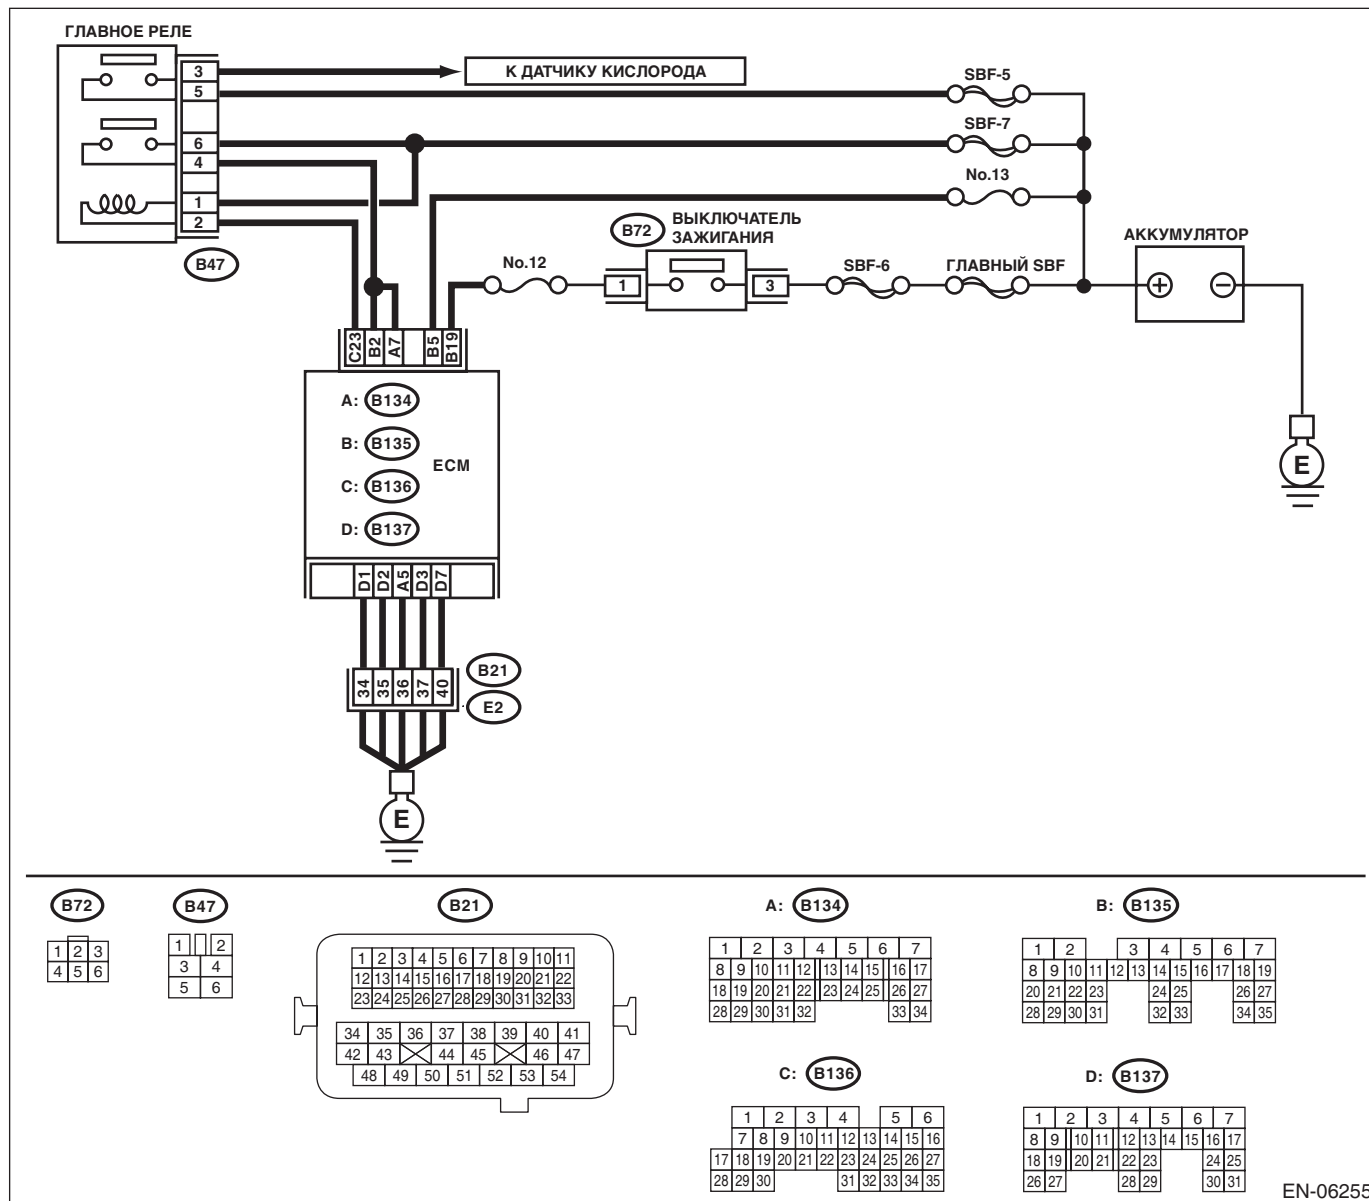 ГЛАВНОЕ РЕЛЕ
3
К ДАТЧИКУ КИСЛОРОДА
5
SBF-5
6
SBF-7
4
No.13
1
2
B47
B72
ВЫКЛЮЧАТЕЛЬ
ЗАЖИГАНИЯ
АККУМУЛЯТОР
No.12
1
3
SBF-6
ГЛАВНЫЙ SBF
+
−
E
C23 B2 A7 B5 B19
A: B134
B: B135
C: B136
D: B137
ECM
D1 D2 A5 D3 D7
34 35 36 37 40
B21
E2
E
B72
1 2 3
4 5 6
B47
1 2
3 4
5 6
B21
1 2 3 4 5 6 7 8 9 10 11
12 13 14 15 16 17 18 19 20 21 22
23 24 25 26 27 28 29 30 31 32 33
34 35 36 37 38 39 40 41
42 43 44 45 46 47
48 49 50 51 52 53 54
A: B134
1 2 3 4 5 6 7
8 9 10 11 12 13 14 15 16 17
18 19 20 21 22 23 24 25 26 27
28 29 30 31 32 33 34
B: B135
1 2 3 4 5 6 7
8 9 10 11 12 13 14 15 16 17 18 19
20 21 22 23 24 25 26 27
28 29 30 31 32 33 34 35
C: B136
1 2 3 4 5 6
7 8 9 10 11 12 13 14 15 16
17 18 19 20 21 22 23 24 25 26 27
28 29 30 31 32 33 34 35
D: B137
1 2 3 4 5 6 7
8 9 10 11 12 13 14 15 16 17
18 19 20 21 22 23 24 25
26 27 28 29 30 31
EN-06255